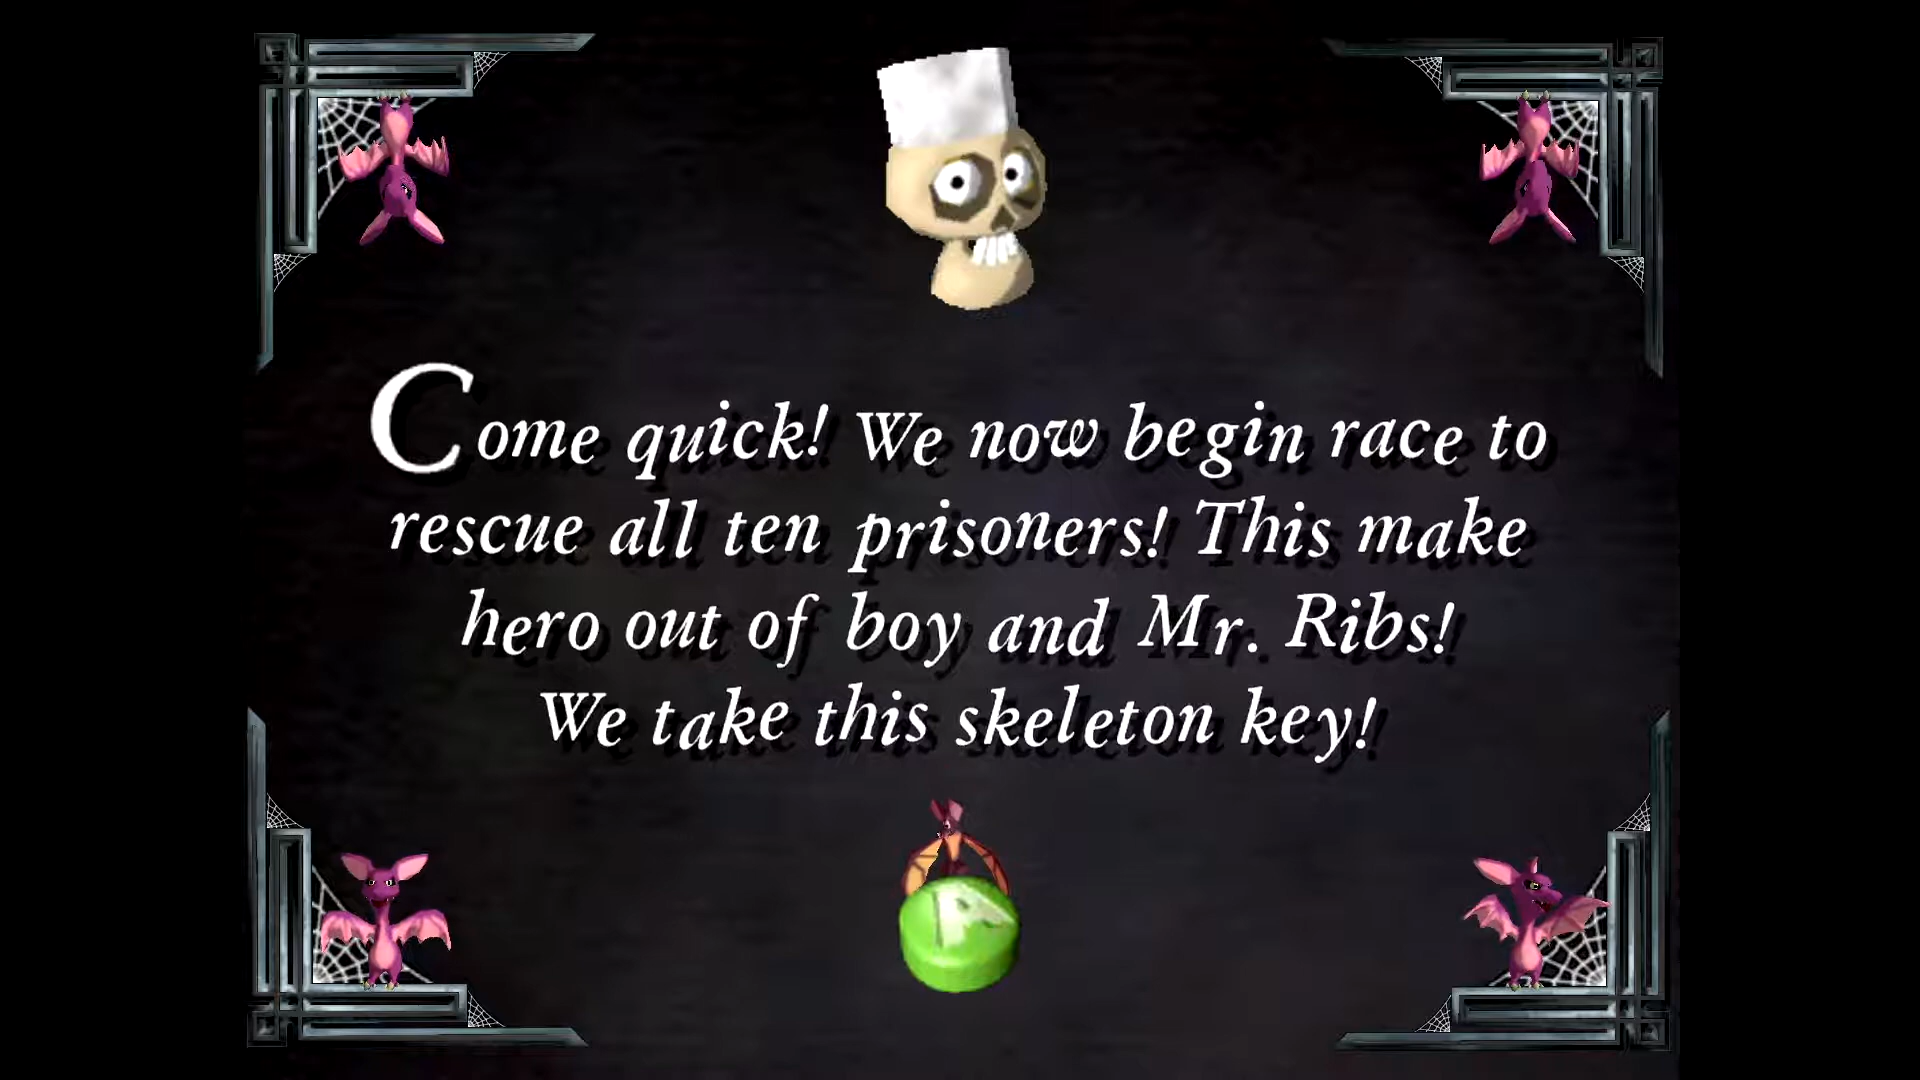 Come quick! We now begin race to
rescue all ten prisoners! This make
hero out of boy and Mr. Ribs!
We take this skeleton key!
A